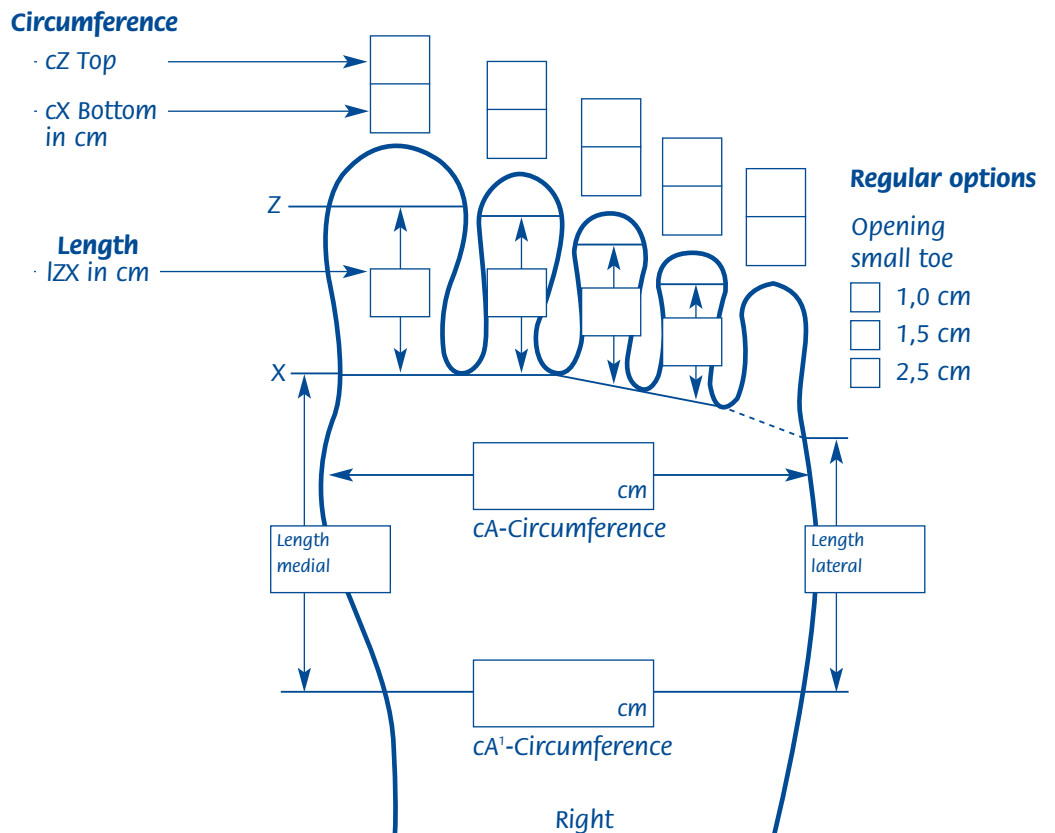 Circumference
- cZ Top
- cX Bottom
in cm
Z
Length
lZX in cm
X
Regular options
Opening
small toe
1,0 cm
1,5 cm
2,5 cm
cm
cA-Circumference
Length
medial
Length
lateral
cm
cA¹-Circumference
Right